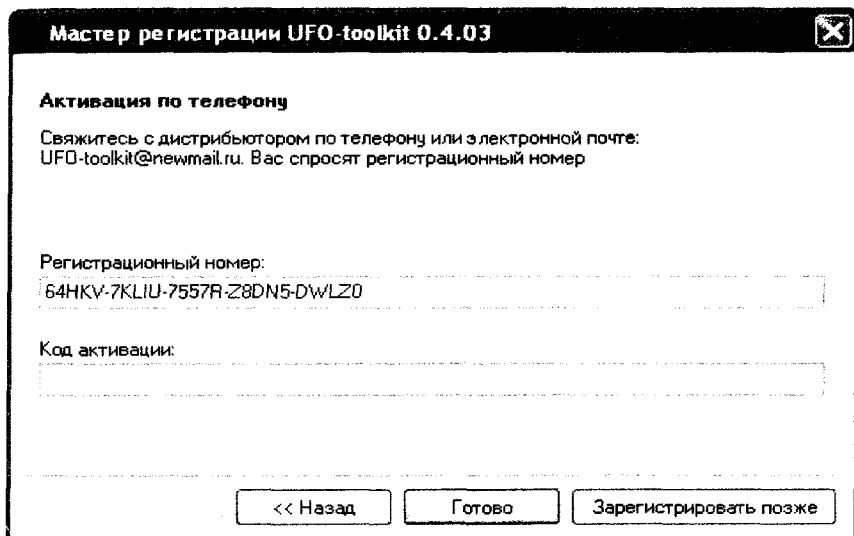 Мастер регистрации UFO-toolkit 0.4.03
Активация по телефону
Свяжитесь с дистрибьютором по телефону или электронной почте:
UFO-toolkit@newmail.ru. Вас спросят регистрационный номер
Регистрационный номер:
64HKV-7KLIU-7557R-Z8DN5-DWLZ0
Код активации:
<< Назад
Готово
Зарегистрировать позже